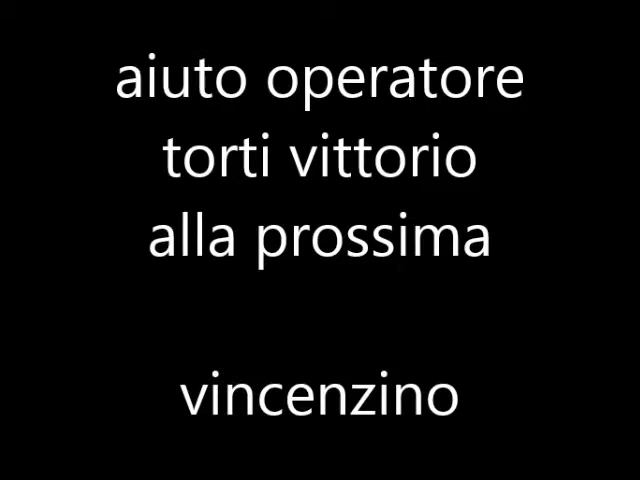 aiuto operatore
torti vittorio
alla prossima
vincenzino